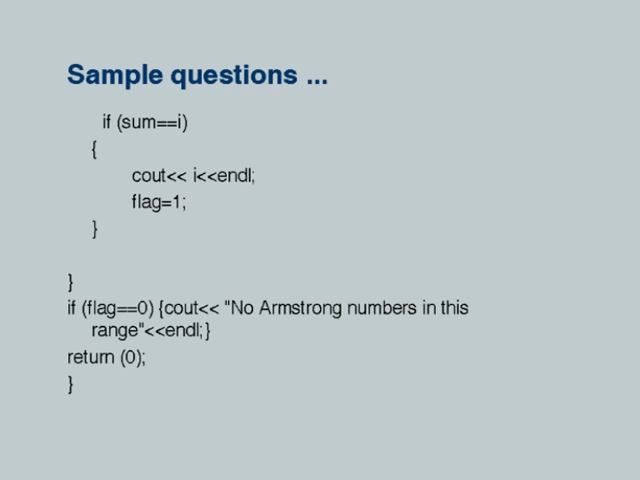 Sample questions ...
if (sum==i)
{
cout<< i<<endl;
flag=1;
}
}
if (flag==0) {cout<< "No Armstrong numbers in this
range"<<endl;}
return (0);
}